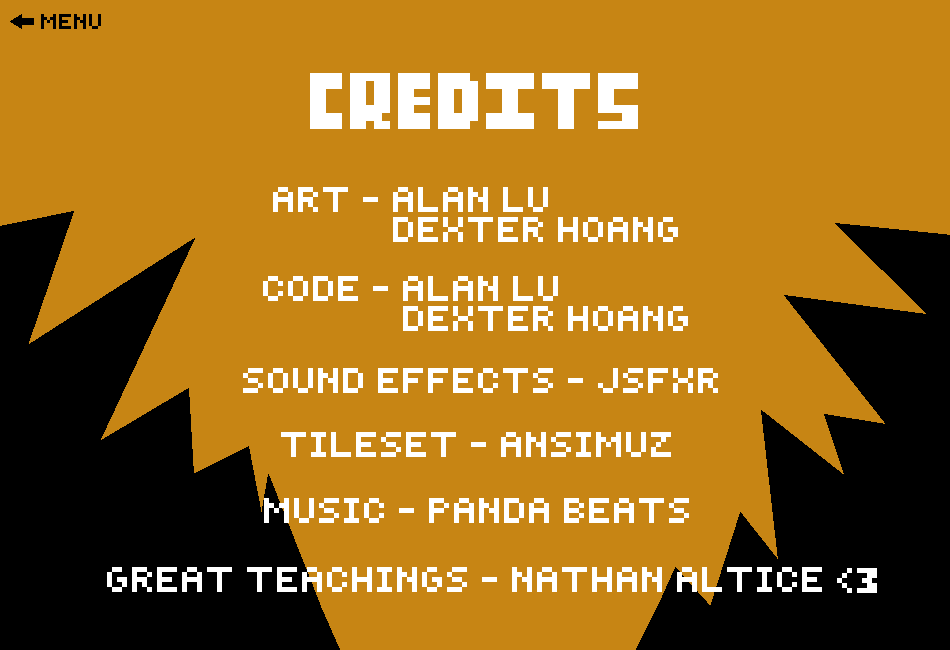 MENU
CREDITS
ART - ALAN LU
DEXTER HOANG
CODE - ALAN LU
DEXTER HOANG
SOUND EFFECTS - JSFXR
TILESET - ANSIMUZ
MUSIC - PANDA BEATS
GREAT TEACHINGS - NATHAN ALTICE <3